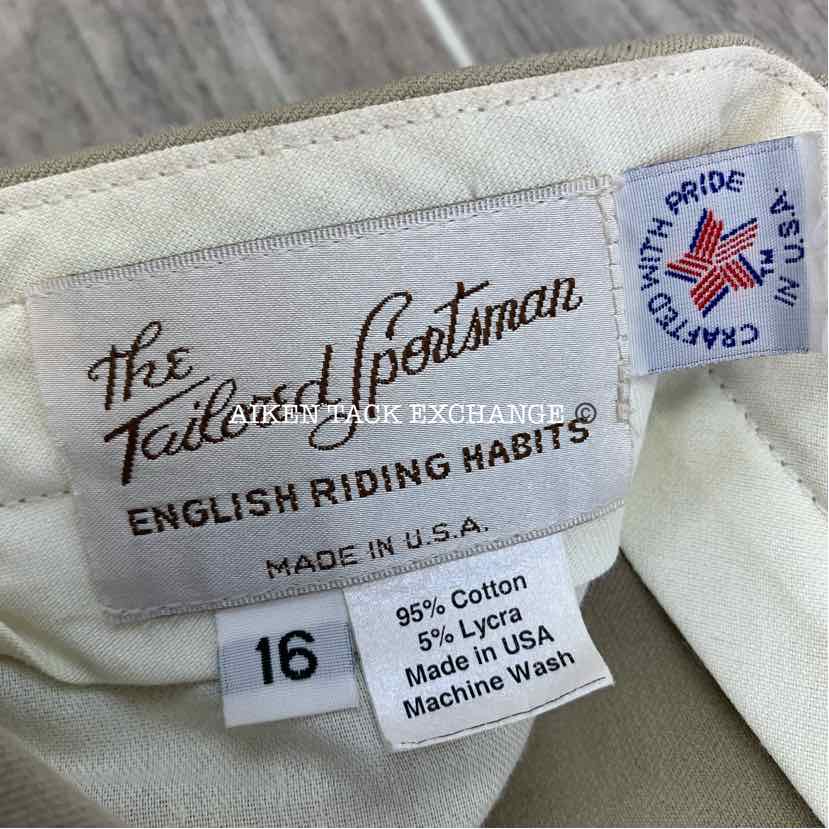 The
Tailored Sportsman
ENGLISH RIDING HABITS
MADE IN U.S.A.
CRAFTED WITH PRIDE IN U.S.A.
TM
AIKEN TACK EXCHANGE ©
16
95% Cotton
5% Lycra
Made in USA
Machine Wash